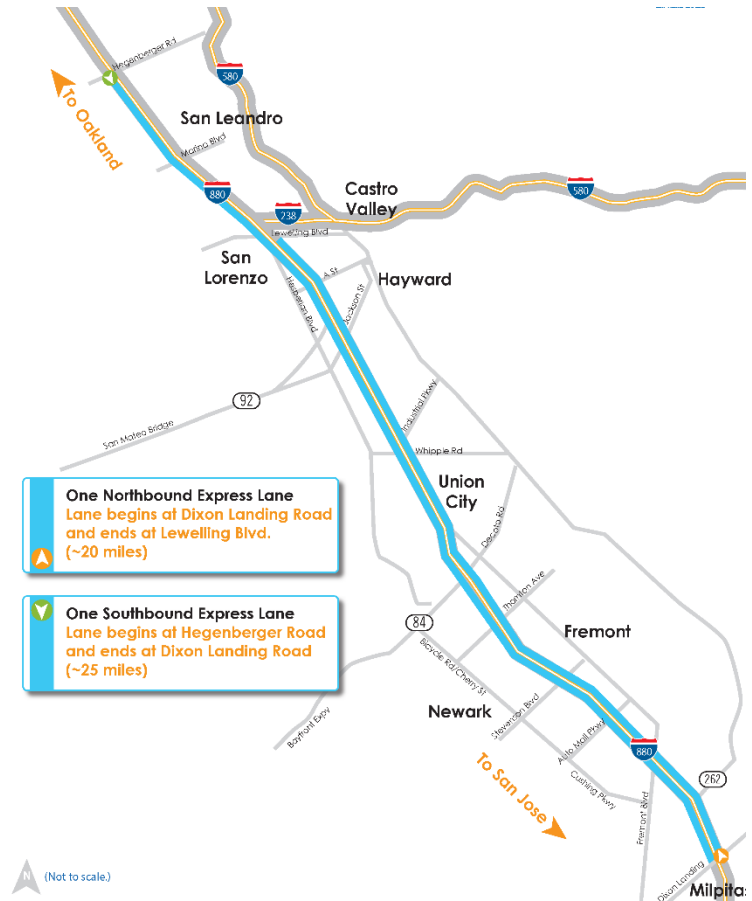 Hegenberger Rd
580
To Oakland
San Leandro
Marina Blvd
880
Castro
Valley
580
238
Lewelling Blvd
San
Lorenzo
A St
Hayward
Hesperian Blvd
Jackson St
92
San Mateo Bridge
Industrial Pkwy
Whipple Rd
Union
City
Decoto Rd
One Northbound Express Lane
Lane begins at Dixon Landing Road
and ends at Lewelling Blvd.
(~20 miles)
One Southbound Express Lane
Lane begins at Hegenberger Road
and ends at Dixon Landing Road
(~25 miles)
Thornton Ave
84
Fremont
Bicycle Rd/Cherry St
Newark
Stevenson Blvd
Bayfront Expy
Auto Mall Pkwy
880
To San Jose
Cushing Pkwy
262
Fremont Blvd
Dixon Landing
Milpitas
N
(Not to scale.)